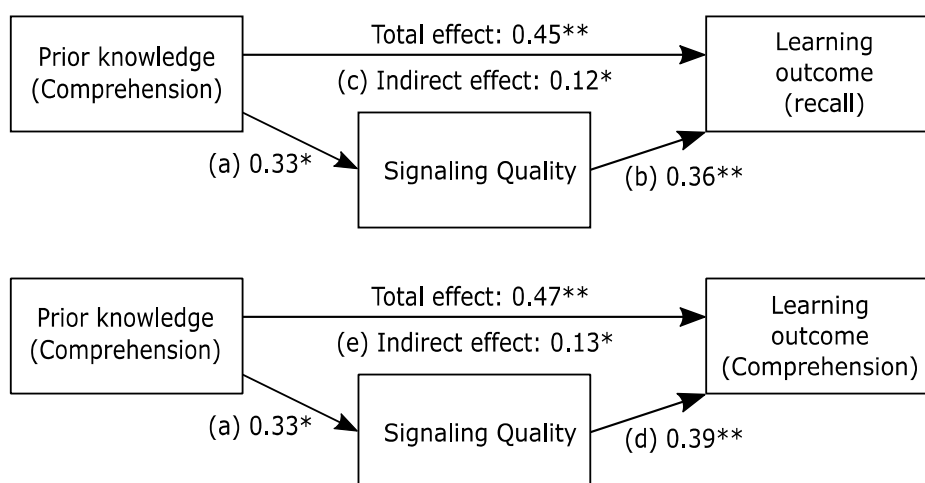 Prior knowledge
(Comprehension)
Total effect: 0.45**
(c) Indirect effect: 0.12*
Learning
outcome
(recall)
(a) 0.33*
Signaling Quality
(b) 0.36**
Prior knowledge
(Comprehension)
Total effect: 0.47**
(e) Indirect effect: 0.13*
Learning
outcome
(Comprehension)
(a) 0.33*
Signaling Quality
(d) 0.39**